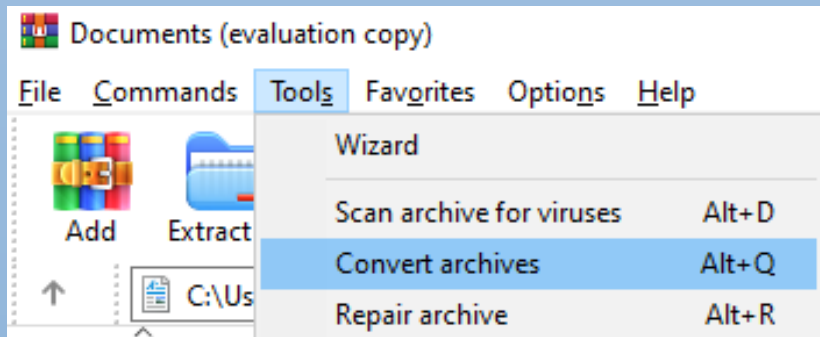 Documents (evaluation copy)
File Commands Tools Favorites Options Help
Wizard
Add Extract Scan archive for viruses Alt+D
Convert archives Alt+Q
C:\Us Repair archive Alt+R